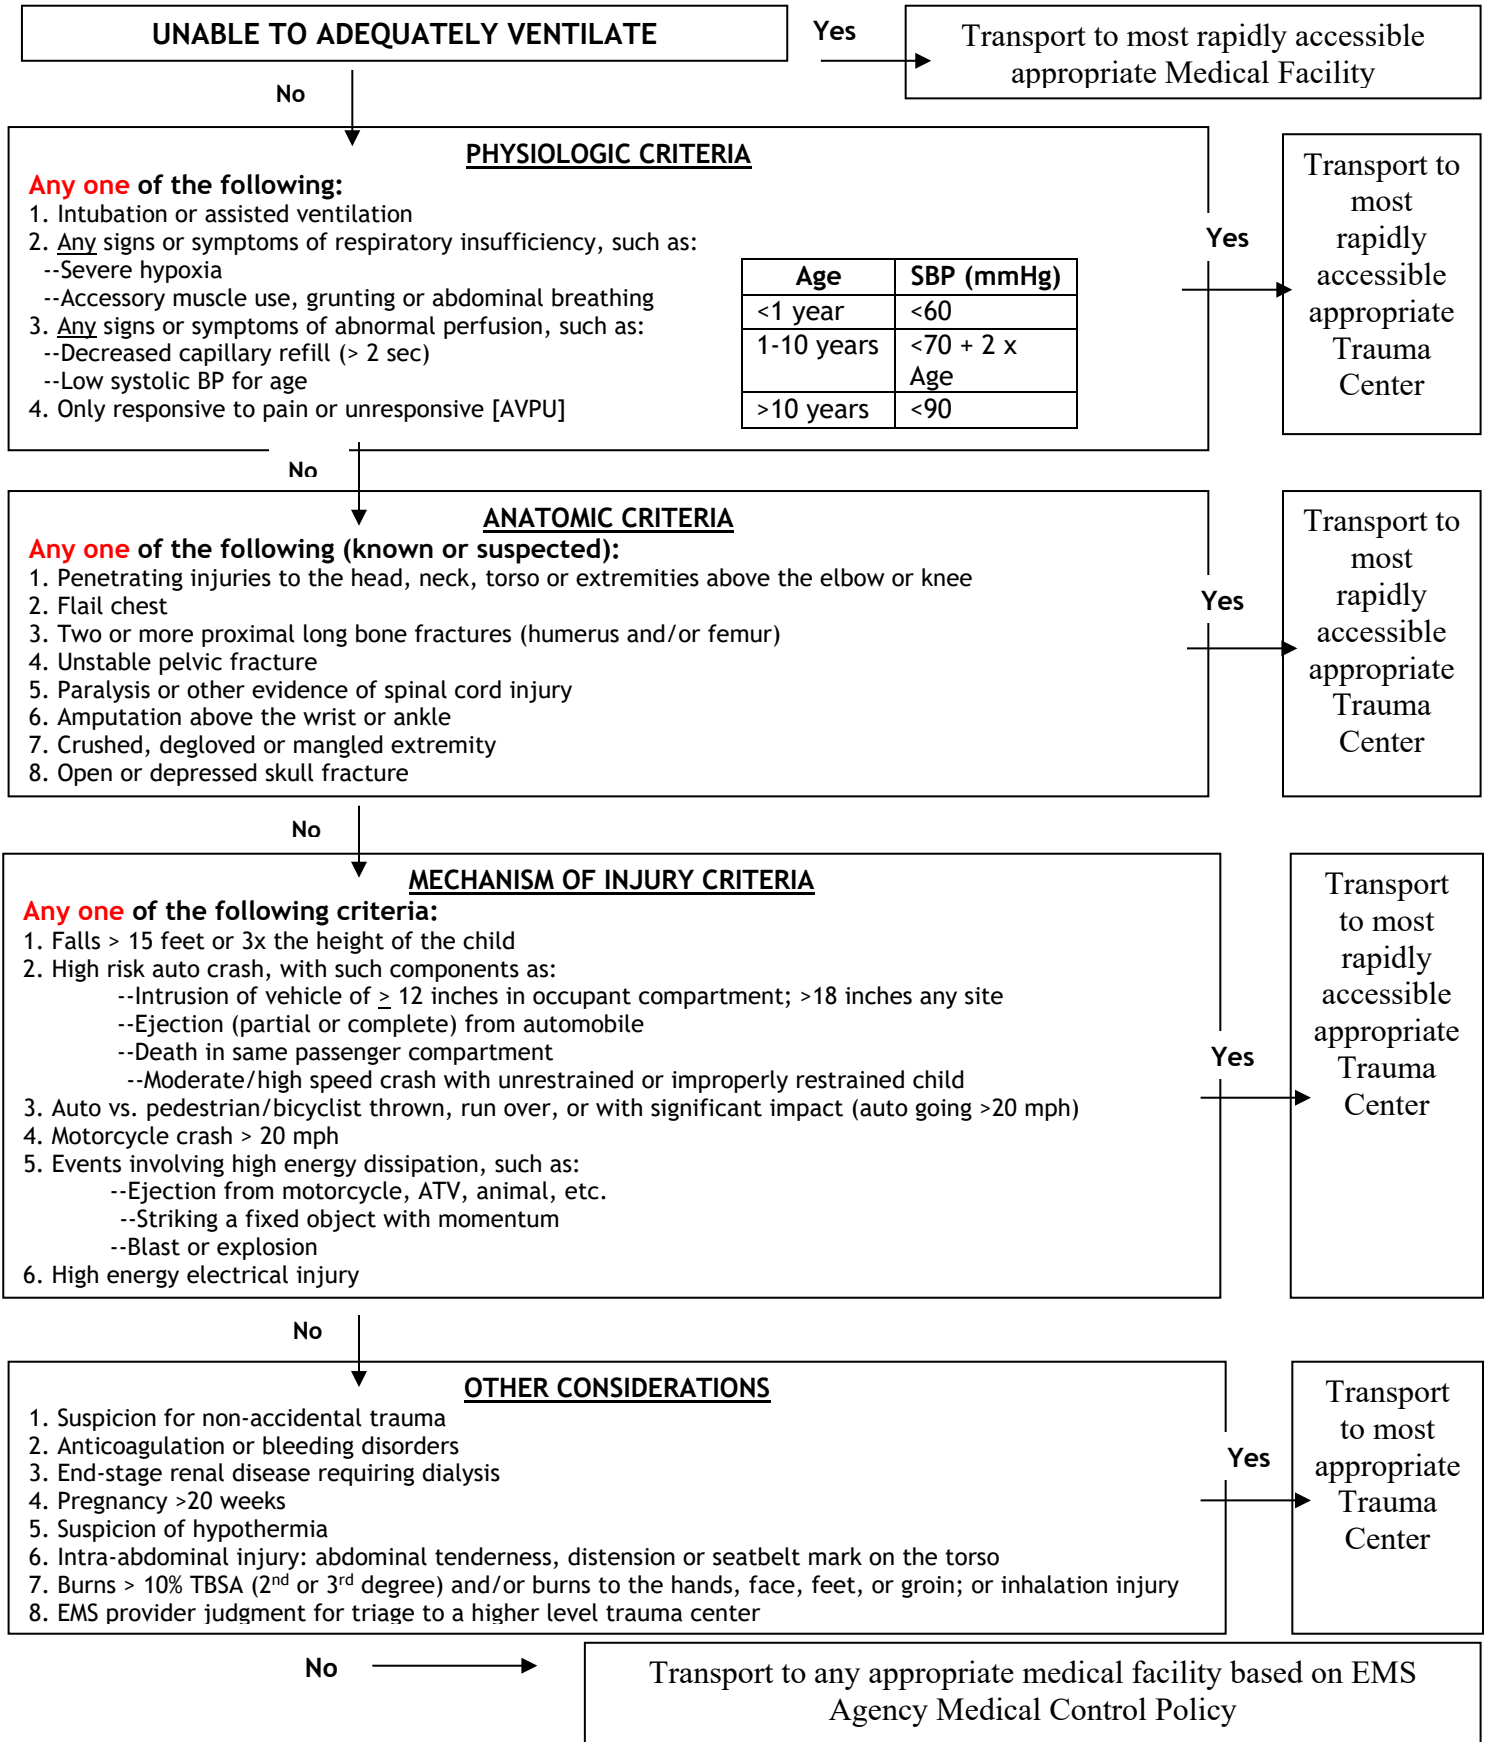 UNABLE TO ADEQUATELY VENTILATE
Yes
Transport to most rapidly accessible
appropriate Medical Facility
No
PHYSIOLOGIC CRITERIA
Any one of the following:
1. Intubation or assisted ventilation
2. Any signs or symptoms of respiratory insufficiency, such as:
--Severe hypoxia
--Accessory muscle use, grunting or abdominal breathing
3. Any signs or symptoms of abnormal perfusion, such as:
--Decreased capillary refill (> 2 sec)
--Low systolic BP for age
4. Only responsive to pain or unresponsive [AVPU]
Age SBP (mmHg)
<1 year <60
1-10 years <70 + 2 x
Age
>10 years <90
Yes
Transport to
most
rapidly
accessible
appropriate
Trauma
Center
No
ANATOMIC CRITERIA
Any one of the following (known or suspected):
1. Penetrating injuries to the head, neck, torso or extremities above the elbow or knee
2. Flail chest
3. Two or more proximal long bone fractures (humerus and/or femur)
4. Unstable pelvic fracture
5. Paralysis or other evidence of spinal cord injury
6. Amputation above the wrist or ankle
7. Crushed, degloved or mangled extremity
8. Open or depressed skull fracture
Yes
Transport to
most
rapidly
accessible
appropriate
Trauma
Center
No
MECHANISM OF INJURY CRITERIA
Any one of the following criteria:
1. Falls > 15 feet or 3x the height of the child
2. High risk auto crash, with such components as:
--Intrusion of vehicle of ≥ 12 inches in occupant compartment; >18 inches any site
--Ejection (partial or complete) from automobile
--Death in same passenger compartment
--Moderate/high speed crash with unrestrained or improperly restrained child
3. Auto vs. pedestrian/bicyclist thrown, run over, or with significant impact (auto going >20 mph)
4. Motorcycle crash > 20 mph
5. Events involving high energy dissipation, such as:
--Ejection from motorcycle, ATV, animal, etc.
--Striking a fixed object with momentum
--Blast or explosion
6. High energy electrical injury
Yes
Transport
to most
rapidly
accessible
appropriate
Trauma
Center
No
OTHER CONSIDERATIONS
1. Suspicion for non-accidental trauma
2. Anticoagulation or bleeding disorders
3. End-stage renal disease requiring dialysis
4. Pregnancy >20 weeks
5. Suspicion of hypothermia
6. Intra-abdominal injury: abdominal tenderness, distension or seatbelt mark on the torso
7. Burns > 10% TBSA (2nd or 3rd degree) and/or burns to the hands, face, feet, or groin; or inhalation injury
8. EMS provider judgment for triage to a higher level trauma center
Yes
Transport
to most
appropriate
Trauma
Center
No
Transport to any appropriate medical facility based on EMS
Agency Medical Control Policy